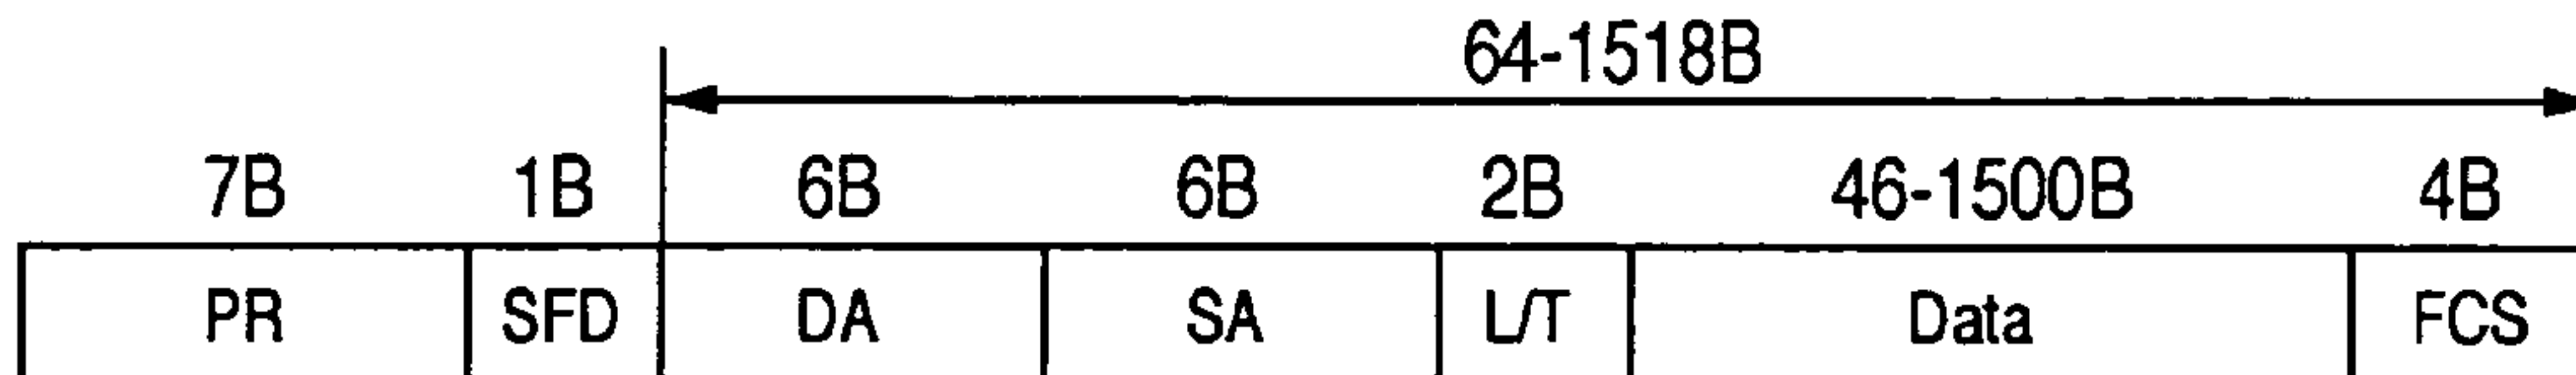 64-1518B
7B 1B 6B 6B 2B 46-1500B 4B
PR SFD DA SA L/T Data FCS